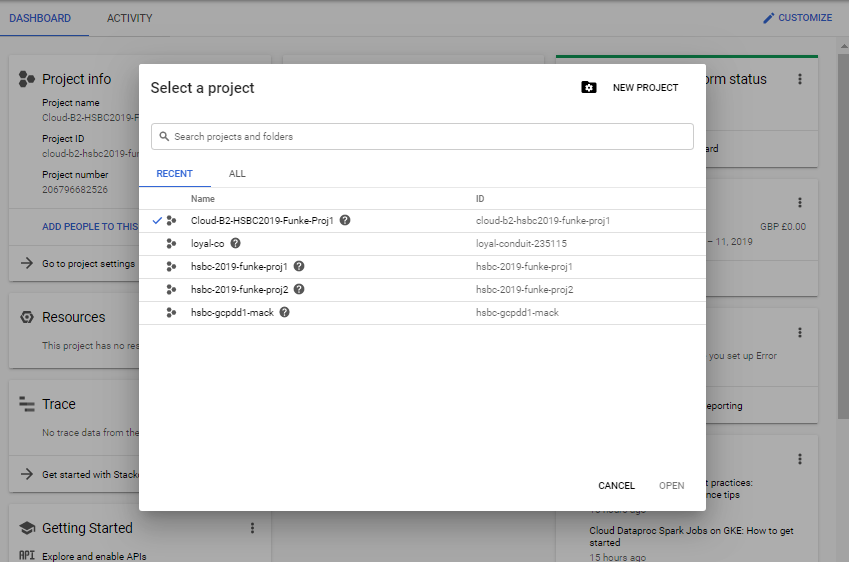 DASHBOARD
ACTIVITY
CUSTOMIZE
Project info
Project name
Cloud-B2-HSBC2019-F
Project ID
cloud-b2-hsbc2019-fun
Project number
206796682526
ADD PEOPLE TO THIS
Go to project settings
Resources
This project has no res
Trace
No trace data from the
Get started with Stack
Getting Started
API Explore and enable APIs
Select a project
NEW PROJECT
Search projects and folders
RECENT
ALL
Name ID
Cloud-B2-HSBC2019-Funke-Proj1 cloud-b2-hsbc2019-funke-proj1
loyal-co loyal-conduit-235115
hsbc-2019-funke-proj1 hsbc-2019-funke-proj1
hsbc-2019-funke-proj2 hsbc-2019-funke-proj2
hsbc-gcpdd1-mack hsbc-gcpdd1-mack
CANCEL
OPEN
orm status
ard
GBP £0.00
– 11, 2019
you set up Error
eporting
t practices:
nce tips
hours ago
Cloud Dataproc Spark Jobs on GKE: How to get
started
15 hours ago